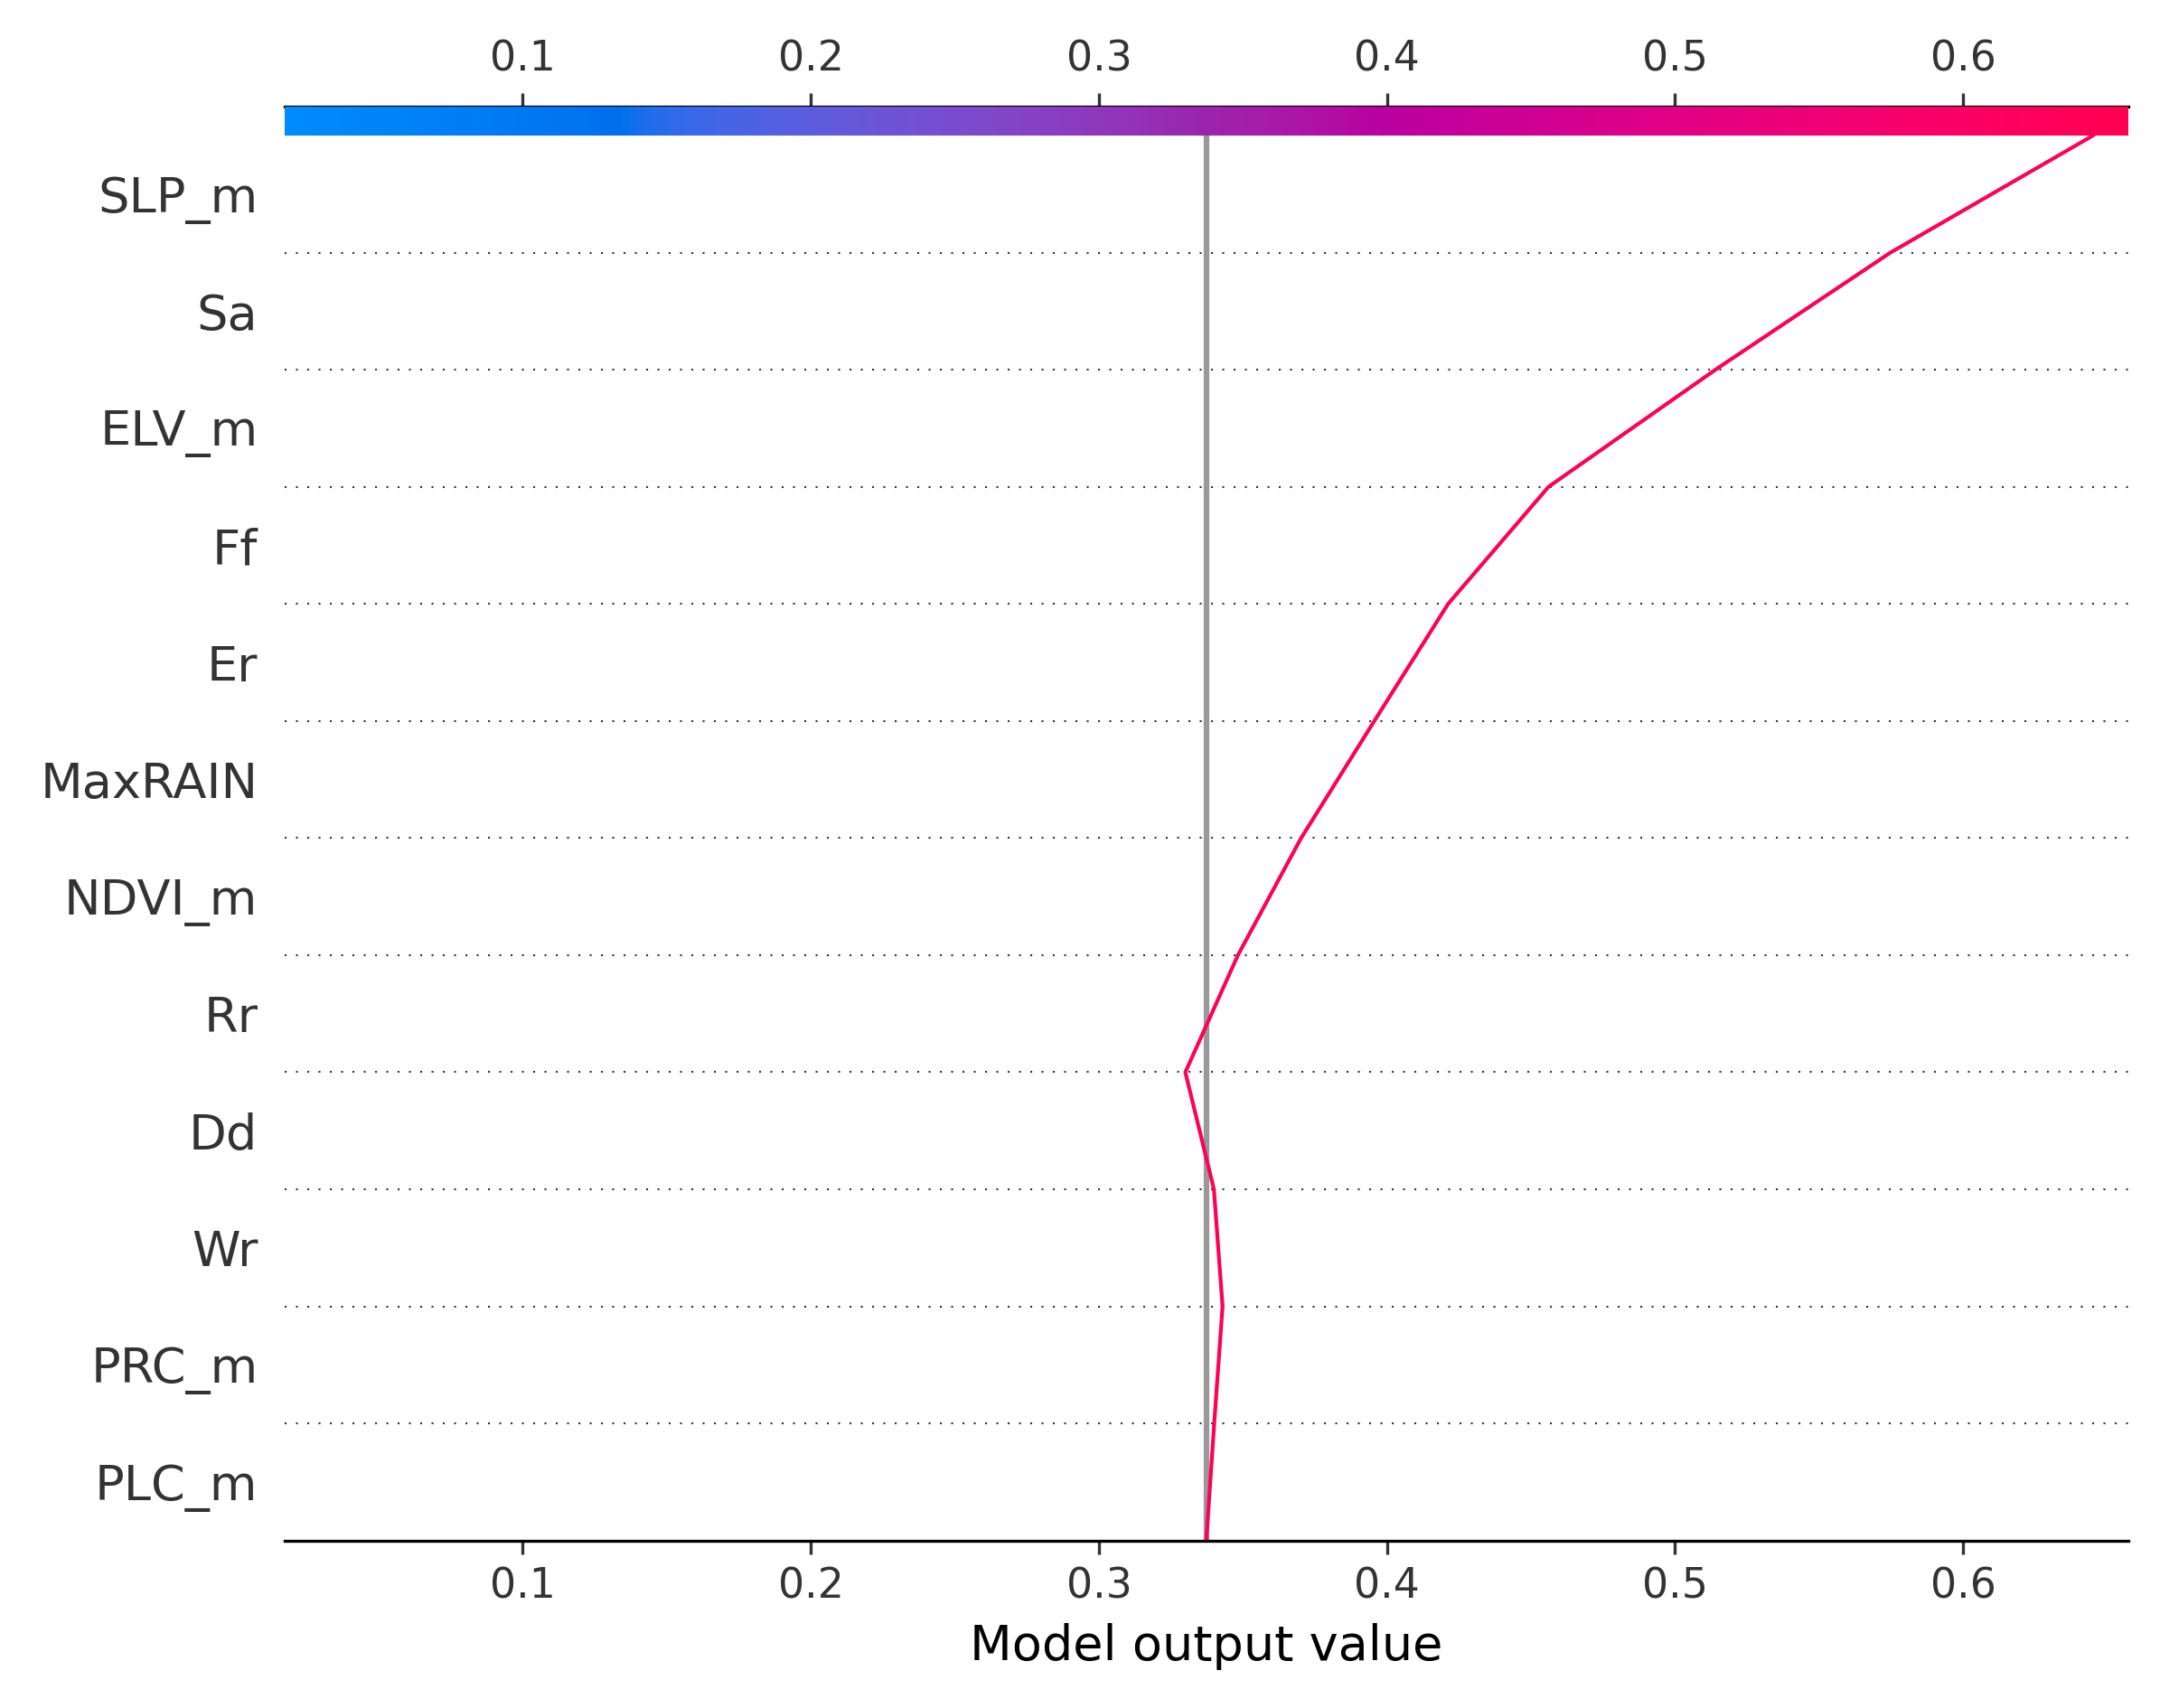 0.1 0.2 0.3 0.4 0.5 0.6
SLP_m
Sa
ELV_m
Ff
Er
MaxRAIN
NDVI_m
Rr
Dd
Wr
PRC_m
PLC_m
0.1 0.2 0.3 0.4 0.5 0.6
Model output value